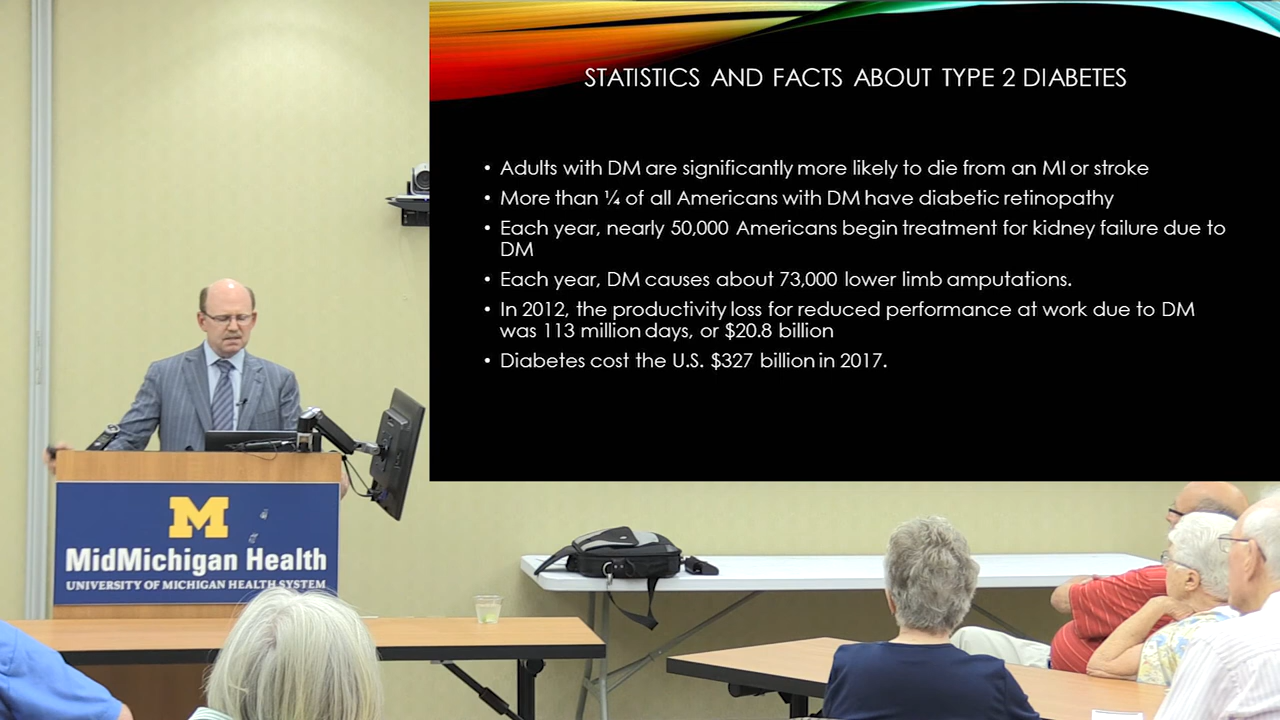 STATISTICS AND FACTS ABOUT TYPE 2 DIABETES
• Adults with DM are significantly more likely to die from an MI or stroke
• More than ¼ of all Americans with DM have diabetic retinopathy
• Each year, nearly 50,000 Americans begin treatment for kidney failure due to
DM
• Each year, DM causes about 73,000 lower limb amputations.
• In 2012, the productivity loss for reduced performance at work due to DM
was 113 million days, or $20.8 billion
• Diabetes cost the U.S. $327 billion in 2017.
M
MidMichigan Health
UNIVERSITY OF MICHIGAN HEALTH SYSTEM